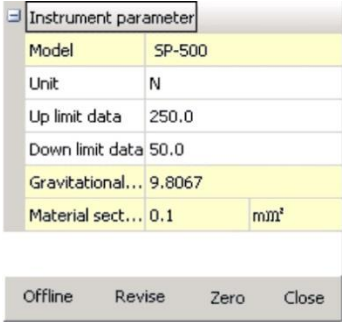 Instrument parameter
Model SP-500
Unit N
Up limit data 250.0
Down limit data 50.0
Gravitational... 9.8067
Material sect... 0.1 mm²
Offline Revise Zero Close